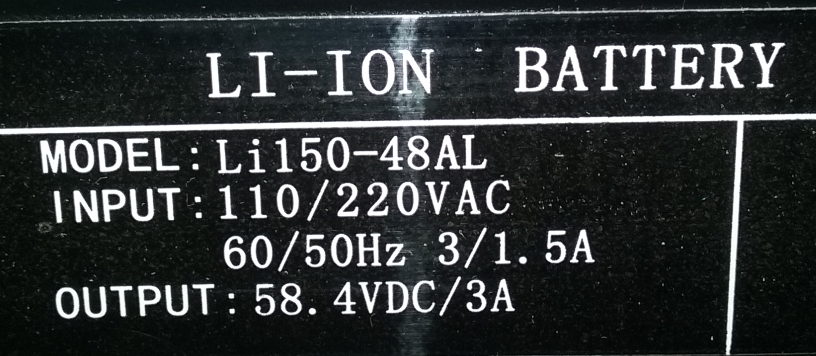 LI-ION BATTERY
MODEL:Li150-48AL
INPUT:110/220VAC
60/50Hz 3/1.5A
OUTPUT:58.4VDC/3A